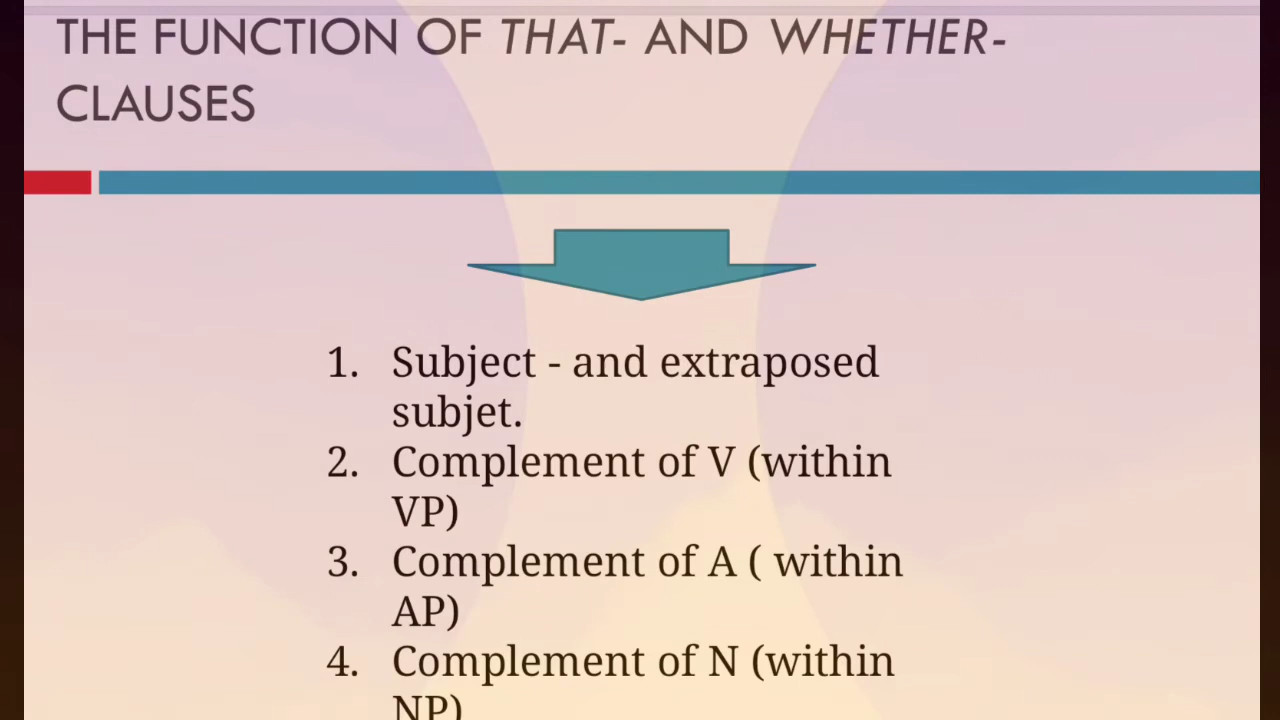 THE FUNCTION OF THAT- AND WHETHER-
CLAUSES
1. Subject - and extraposed
subjet.
2. Complement of V (within
VP)
3. Complement of A ( within
AP)
4. Complement of N (within
NP)